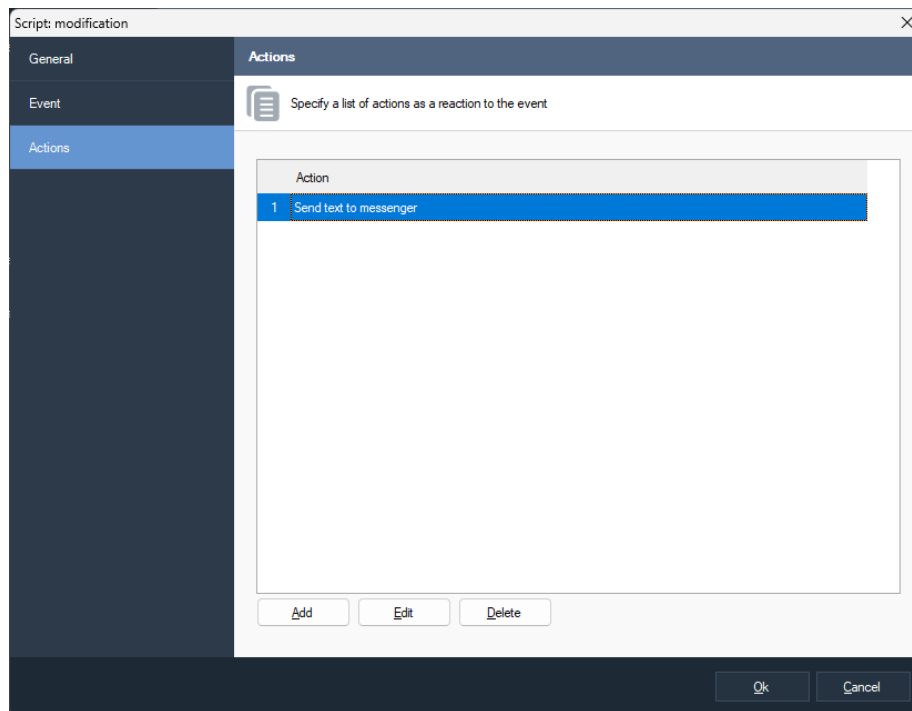 Script: modification
General
Actions
Specify a list of actions as a reaction to the event
Event
Actions
Action
1 Send text to messenger
Add Edit Delete
Ok Cancel